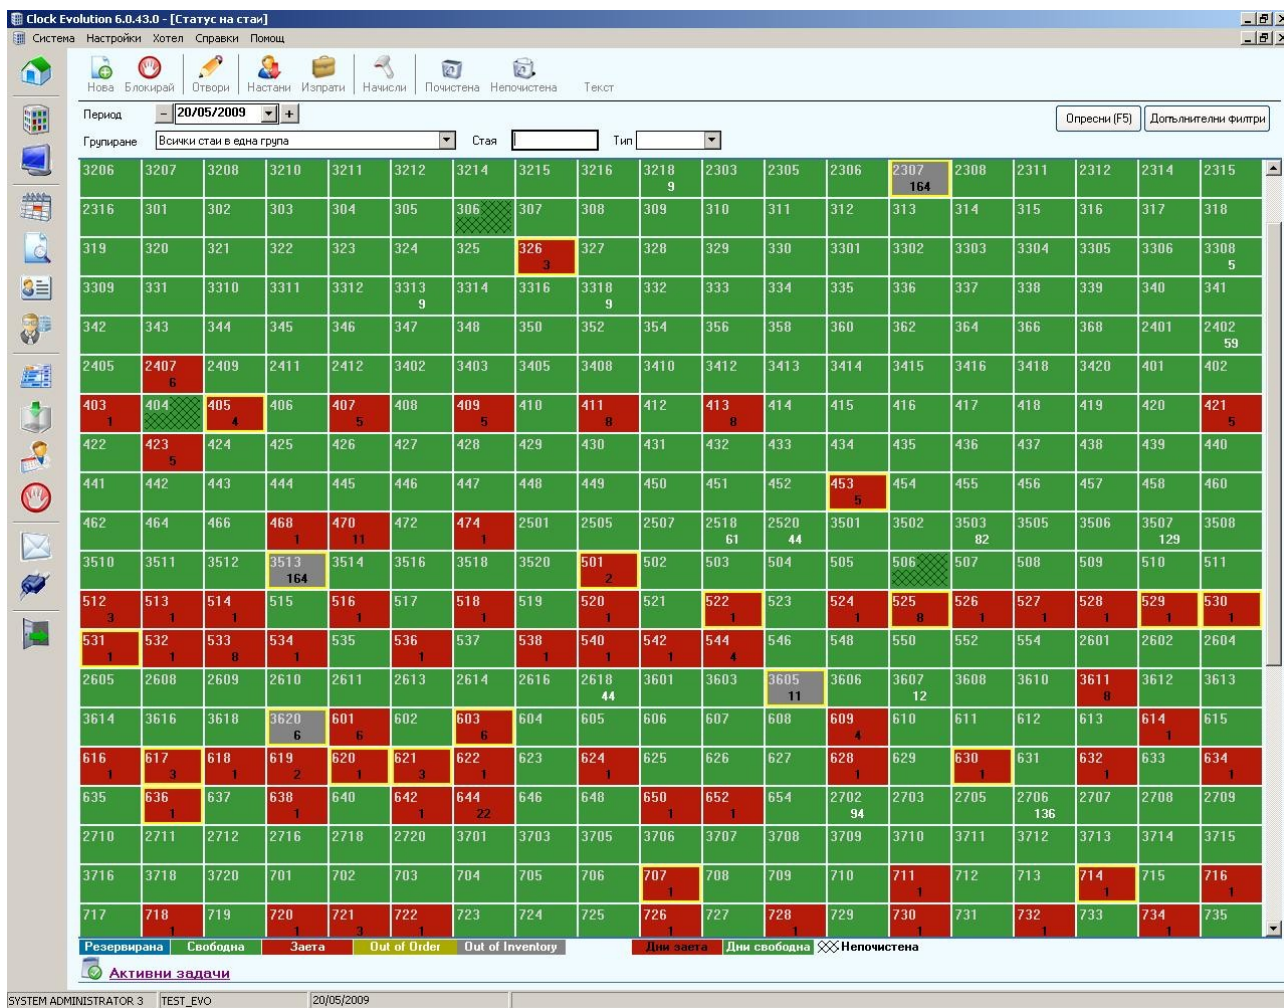 Clock Evolution 6.0.43.0 - [Статус на стаи]
Система Настройки Хотел Справки Помощ
Нова Блокирай Отвори Настани Изпрати Начисли Почистена Непочистена Текст
Период - 20/05/2009 + Опресни (F5) Допълнителни филтри
Групиране Всички стаи в една група Стая Тип
3206 3207 3208 3210 3211 3212 3214 3215 3216 3218 2303 2305 2306 2307 2308 2311 2312 2314 2315
9 164
2316 301 302 303 304 305 306 307 308 309 310 311 312 313 314 315 316 317 318
319 320 321 322 323 324 325 326 327 328 329 330 3301 3302 3303 3304 3305 3306 3308
3 5
3309 331 3310 3311 3312 3313 3314 3316 3318 332 333 334 335 336 337 338 339 340 341
9 9
342 343 344 345 346 347 348 350 352 354 356 358 360 362 364 366 368 2401 2402
59
2405 2407 2409 2411 2412 3402 3403 3405 3408 3410 3412 3413 3414 3415 3416 3418 3420 401 402
6
403 404 405 406 407 408 409 410 411 412 413 414 415 416 417 418 419 420 421
1 4 5 5 8 8 5
422 423 424 425 426 427 428 429 430 431 432 433 434 435 436 437 438 439 440
5
441 442 443 444 445 446 447 448 449 450 451 452 453 454 455 456 457 458 460
5
462 464 466 468 470 472 474 2501 2505 2507 2518 2520 3501 3502 3503 3505 3506 3507 3508
1 11 1 61 44 82 129
3510 3511 3512 3513 3514 3516 3518 3520 501 502 503 504 505 506 507 508 509 510 511
164 2
512 513 514 515 516 517 518 519 520 521 522 523 524 525 526 527 528 529 530
3 1 1 1 1 1 1 1 8 1 1 1 1 1
531 532 533 534 535 536 537 538 540 542 544 546 548 550 552 554 2601 2602 2604
1 1 8 1 1 1 1 1 4
2605 2608 2609 2610 2611 2613 2614 2616 2618 3601 3603 3605 3606 3607 3608 3610 3611 3612 3613
44 11 12 8
3614 3616 3618 3620 601 602 603 604 605 606 607 608 609 610 611 612 613 614 615
6 6 6 4 1
616 617 618 619 620 621 622 623 624 625 626 627 628 629 630 631 632 633 634
1 3 1 2 1 3 1 1 1 1 1 1
635 636 637 638 640 642 644 646 648 650 652 654 2702 2703 2705 2706 2707 2708 2709
1 1 1 22 1 1 94 136
2710 2711 2712 2716 2718 2720 3701 3703 3705 3706 3707 3708 3709 3710 3711 3712 3713 3714 3715
3716 3718 3720 701 702 703 704 705 706 707 708 709 710 711 712 713 714 715 716
1 1 1 1
717 718 719 720 721 722 723 724 725 726 727 728 729 730 731 732 733 734 735
1 1 3 1 1 1 1 1 1
Резервирана Свободна Заета Out of Order Out of Inventory Дни заета Дни свободна Непочистена
Активни задачи
SYSTEM ADMINISTRATOR 3 TEST_EVO 20/05/2009